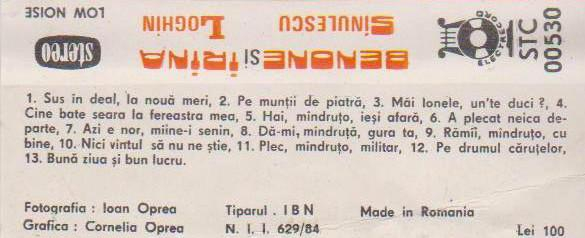 LOW NOISE
stereo
BENONE SINULESCU
și IRINA LOGHIN
ELECTRECORD
STC
00530
1. Sus în deal, la nouă meri, 2. Pe munții de piatră, 3. Măi Ionele, un'te duci ?, 4.
Cine bate seara la fereastra mea, 5. Hai, mîndruțo, ieși afară, 6. A plecat neica de-
parte, 7. Azi e nor, miine-i senin, 8. Dă-mi, mîndruță, gura ta, 9. Rămîi, mîndruțo, cu
bine, 10. Nici vîntul să nu zic de tine, 11. Plec, mîndruțo, militar, 12. Pe drumul căruțelor,
13. Bună ziua și bun lucru.
Fotografia : Ioan Oprea
Tiparul . I B N
Made in Romania
Grafica : Cornelia Oprea
N. I. I. 629/84
Lei 100